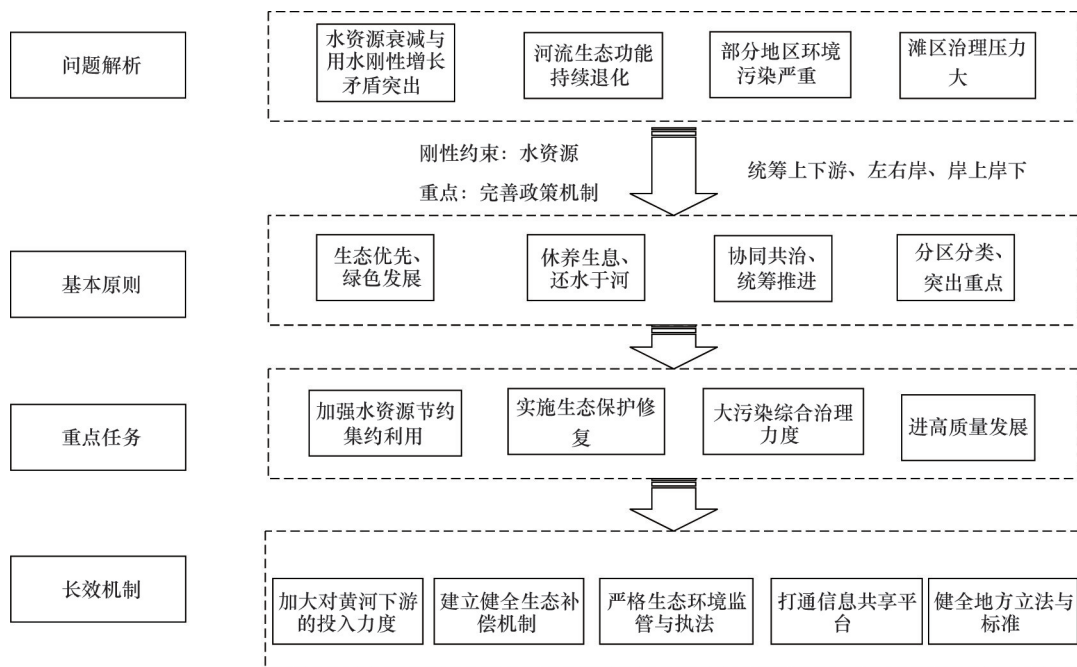 问题解析
水资源衰减与
用水刚性增长
矛盾突出
河流生态功能
持续退化
部分地区环境
污染严重
滩区治理压力
大
刚性约束：水资源
重点：完善政策机制
统筹上下游、左右岸、岸上岸下
基本原则
生态优先、
绿色发展
休养生息、
还水于河
协同共治、
统筹推进
分区分类、
突出重点
重点任务
加强水资源节约
集约利用
实施生态保护修
复
大污染综合治理
力度
进高质量发展
长效机制
加大对黄河下游
的投入力度
建立健全生态补
偿机制
严格生态环境监
管与执法
打通信息共享平
台
健全地方立法与
标准